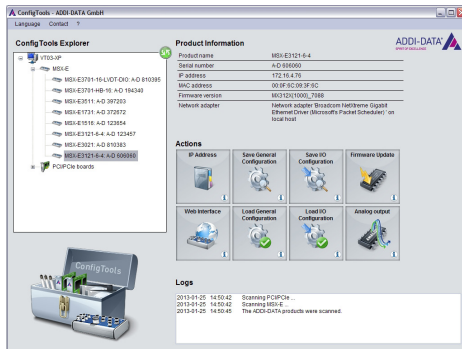 ConfigTools - ADDI-DATA GmbH
Language Contact ?
ConfigTools Explorer
VT03-XP
MSX-E
MSX-E3701-16-LVDT-DIO: A-D 810395
MSX-E3701-HB-16: A-D 194340
MSX-E3511: A-D 397203
MSX-E1731: A-D 372672
MSX-E1516: A-D 123654
MSX-E3121-6-4: A-D 123457
MSX-E3021: A-D 810383
MSX-E3121-6-4: A-D 606060
PCI/PCIe boards
ConfigTools
ADDI-DATA
SPIRIT OF EXCELLENCE
Product Information
Product name MSX-E3121-6-4
Serial number A-D 606060
IP address 172.16.4.76
MAC address 00:0F:6C:09:3F:6C
Firmware version MX312X(1000)_7088
Network adapter Network adapter 'Broadcom NetXtreme Gigabit
Ethernet Driver (Microsoft's Packet Scheduler) ' on
local host
Actions
IP Address
Save General
Configuration
Save I/O
Configuration
Firmware Update
Web Interface
Load General
Configuration
Load I/O
Configuration
Analog output
Logs
2013-01-25 14:50:42 Scanning PCI/PCIe ...
2013-01-25 14:50:42 Scanning MSX-E ...
2013-01-25 14:50:45 The ADDI-DATA products were scanned.